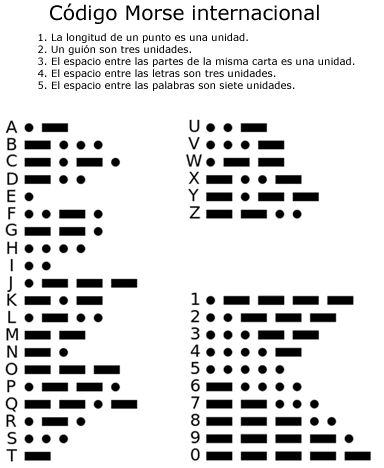 Código Morse internacional
1. La longitud de un punto es una unidad.
2. Un guión son tres unidades.
3. El espacio entre las partes de la misma carta es una unidad.
4. El espacio entre las letras son tres unidades.
5. El espacio entre las palabras son siete unidades.
A
B
C
D
E
F
G
H
I
J
K
L
M
N
O
P
Q
R
S
T
U
V
W
X
Y
Z
1
2
3
4
5
6
7
8
9
0